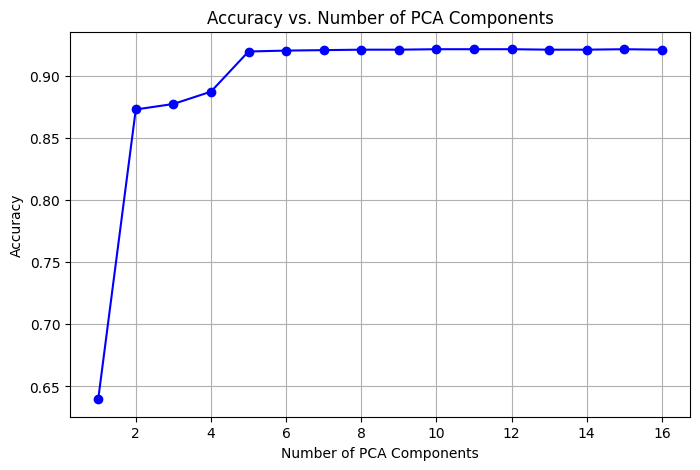 Accuracy vs. Number of PCA Components
0.90
0.85
0.80
0.75
0.70
0.65
Accuracy
2 4 6 8 10 12 14 16
Number of PCA Components